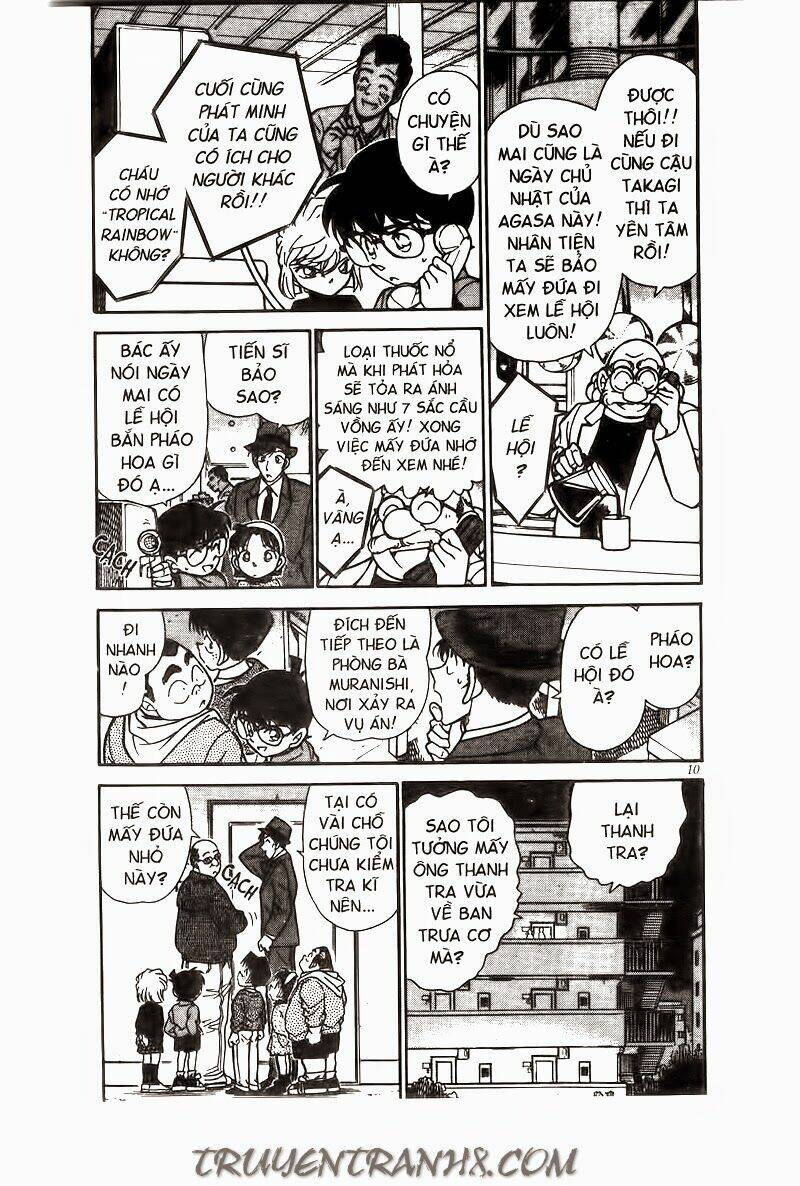 ĐƯỢC
THÔI!!
NẾU ĐI
CÙNG CẬU
TAKAGI
THÌ TA
YÊN TÂM
RỒI!
DÙ SAO
MAI CŨNG LÀ
NGÀY CHỦ
NHẬT CỦA
AGASA NÀY!
NHÂN TIỆN
TA SẼ BẢO
MẤY ĐỨA ĐI
XEM LỄ HỘI
LUÔN!
LỄ
HỘI?
CÓ
CHUYỆN
GÌ THẾ
À?
CUỐI CÙNG
PHÁT MINH
CỦA TA CŨNG
CÓ ÍCH CHO
NGƯỜI KHÁC
RỒI!!
CHÁU
CÓ NHỚ
"TROPICAL
RAINBOW"
KHÔNG?
LOẠI THUỐC NỔ
MÀ KHI PHÁT HỎA
SẼ TỎA RA ÁNH
SÁNG NHƯ 7 SẮC CẦU
VỒNG ẤY! XONG
VIỆC MẤY ĐỨA NHỚ
ĐẾN XEM NHÉ!
À,
VÂNG
Ạ...
TIẾN SĨ
BẢO
SAO?
BÁC ẤY
NÓI NGÀY
MAI CÓ
LỄ HỘI
BẮN PHÁO
HOA GÌ
ĐÓ Ạ...
CẠCH
PHÁO
HOA?
CÓ LỄ
HỘI ĐÓ
À?
ĐÍCH ĐẾN
TIẾP THEO LÀ
PHÒNG BÀ
MURANISHI,
NƠI XẢY RA
VỤ ÁN!
ĐI
NHANH
NÀO
!
10
LẠI
THANH
TRA?
SAO TÔI
TƯỞNG MẤY
ÔNG THANH
TRA VỪA
VỀ BAN
TRƯA CƠ
MÀ?
TẠI CÓ
VÀI CHỖ
CHÚNG TÔI
CHƯA KIỂM
TRA KĨ
NÊN...
CẠCH
THẾ CÒN
MẤY ĐỨA
NHỎ
NÀY?
TRUYENTRANH8.COM